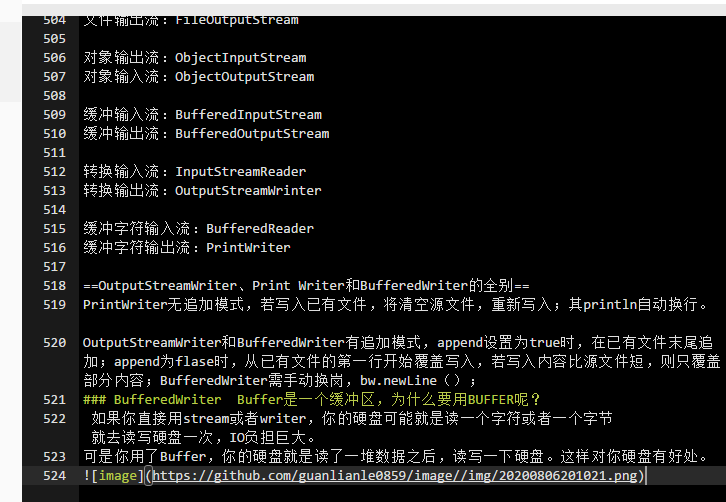 504 文件输出流：FileOutputStream
505
506 对象输出流：ObjectInputStream
507 对象输入流：ObjectOutputStream
508
509 缓冲输入流：BufferedInputStream
510 缓冲输出流：BufferedOutputStream
511
512 转换输入流：InputStreamReader
513 转换输出流：OutputStreamWrinter
514
515 缓冲字符输入流：BufferedReader
516 缓冲字符输出流：PrintWriter
517
518 ==OutputStreamWriter、Print Writer和BufferedWriter的全别==
519 PrintWriter无追加模式，若写入已有文件，将清空源文件，重新写入；其println自动换行。
520 OutputStreamWriter和BufferedWriter有追加模式，append设置为true时，在已有文件末尾追
加；append为flase时，从已有文件的第一行开始覆盖写入，若写入内容比源文件短，则只覆盖
部分内容；BufferedWriter需手动换岗，bw.newLine（）；
521 ### BufferedWriter  Buffer是一个缓冲区，为什么要用BUFFER呢？
522 如果你直接用stream或者writer，你的硬盘可能就是读一个字符或者一个字节
就去读写硬盘一次，IO负担巨大。
523 可是你用了Buffer，你的硬盘就是读了一堆数据之后，读写一下硬盘。这样对你硬盘有好处。
524 ![image](https://github.com/guanlianle0859/image//img/20200806201021.png)